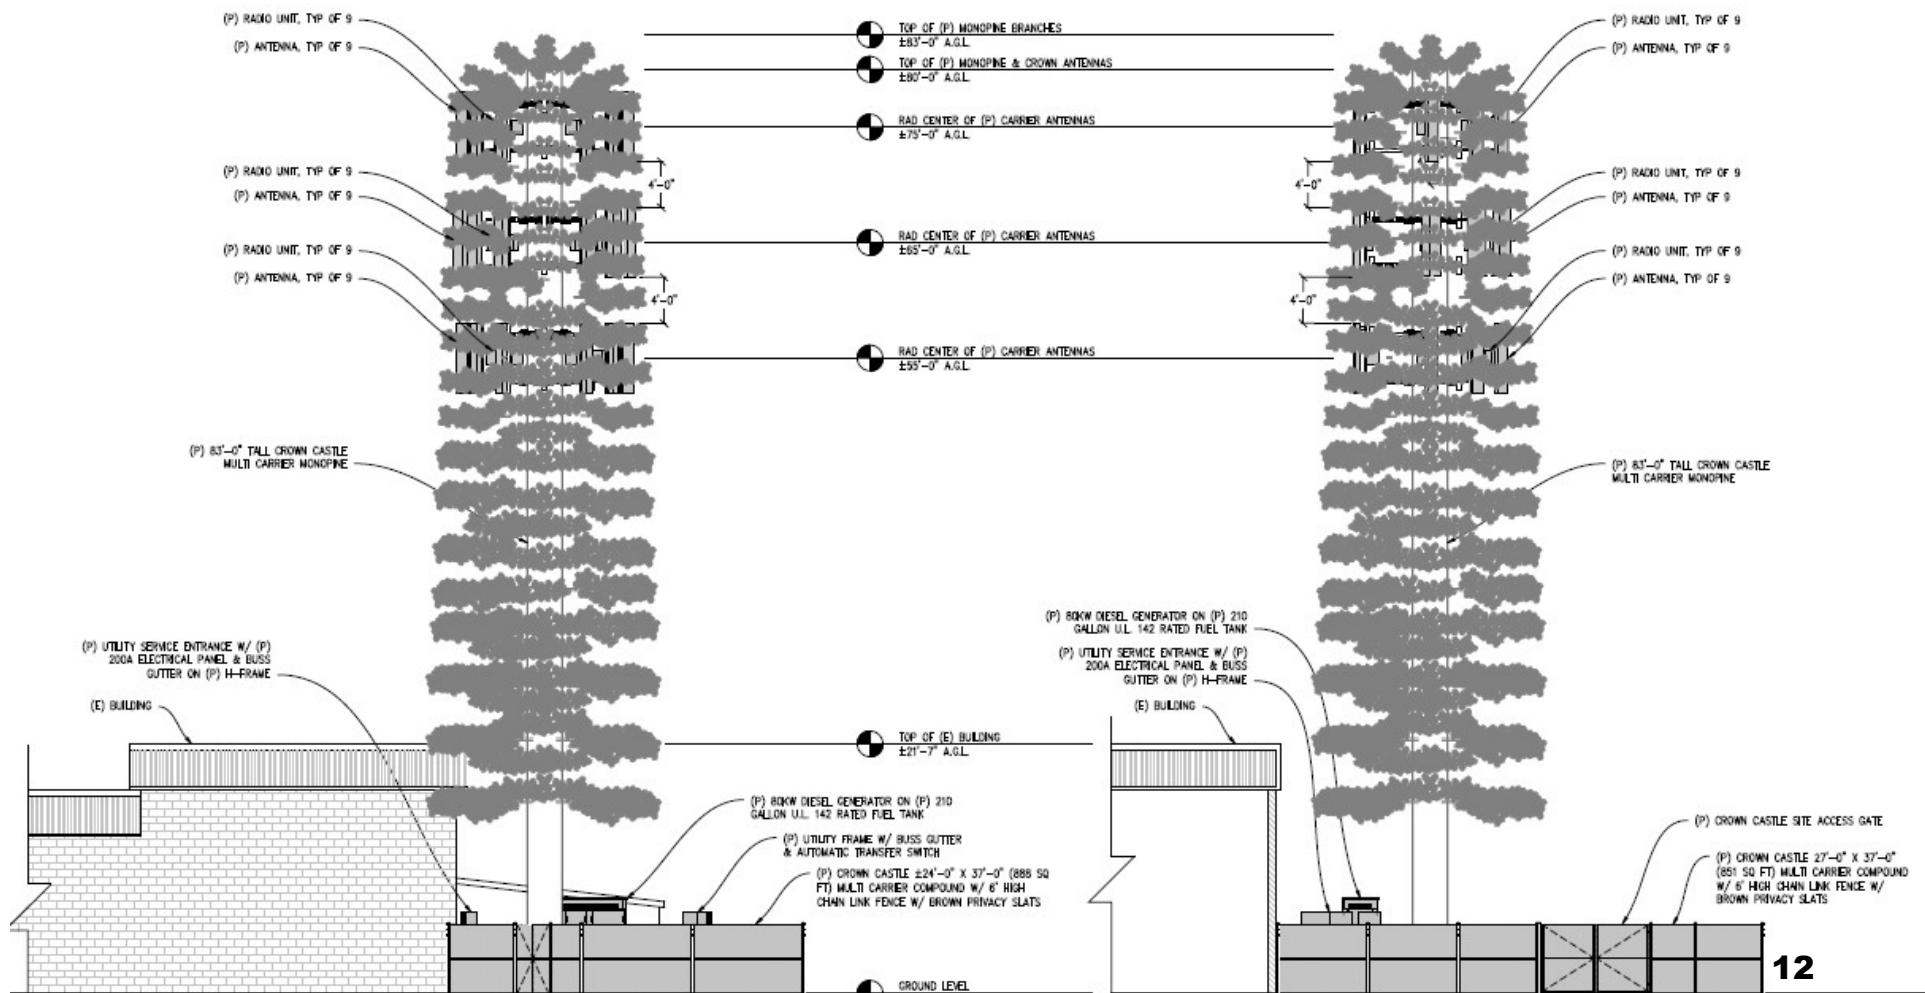 (P) RADIO UNIT, TYP OF 9
(P) ANTENNA, TYP OF 9
(P) RADIO UNIT, TYP OF 9
(P) ANTENNA, TYP OF 9
(P) RADIO UNIT, TYP OF 9
(P) ANTENNA, TYP OF 9
(P) 83'-0" TALL CROWN CASTLE
MULTI CARRIER MONOPINE
(P) UTILITY SERVICE ENTRANCE W/ (P)
200A ELECTRICAL PANEL & BUSS
GUTTER ON (P) H-FRAME
(E) BUILDING
4'-0"
4'-0"
TOP OF (P) MONOPINE BRANCHES
±83'-0" A.G.L.
TOP OF (P) MONOPINE & CROWN ANTENNAS
±80'-0" A.G.L.
RAD CENTER OF (P) CARRIER ANTENNAS
±75'-0" A.G.L.
RAD CENTER OF (P) CARRIER ANTENNAS
±65'-0" A.G.L.
RAD CENTER OF (P) CARRIER ANTENNAS
±55'-0" A.G.L.
TOP OF (E) BUILDING
±21'-7" A.G.L.
(P) 80KW DIESEL GENERATOR ON (P) 210
GALLON U.L. 142 RATED FUEL TANK
(P) UTILITY FRAME W/ BUSS GUTTER
& AUTOMATIC TRANSFER SWITCH
(P) CROWN CASTLE ±24'-0" X 37'-0" (888 SQ
FT) MULTI CARRIER COMPOUND W/ 6' HIGH
CHAIN LINK FENCE W/ BROWN PRIVACY SLATS
GROUND LEVEL
4'-0"
4'-0"
(P) 80KW DIESEL GENERATOR ON (P) 210
GALLON U.L. 142 RATED FUEL TANK
(P) UTILITY SERVICE ENTRANCE W/ (P)
200A ELECTRICAL PANEL & BUSS
GUTTER ON (P) H-FRAME
(E) BUILDING
(P) RADIO UNIT, TYP OF 9
(P) ANTENNA, TYP OF 9
(P) RADIO UNIT, TYP OF 9
(P) ANTENNA, TYP OF 9
(P) RADIO UNIT, TYP OF 9
(P) ANTENNA, TYP OF 9
(P) 83'-0" TALL CROWN CASTLE
MULTI CARRIER MONOPINE
(P) CROWN CASTLE SITE ACCESS GATE
(P) CROWN CASTLE 27'-0" X 37'-0"
(851 SQ FT) MULTI CARRIER COMPOUND
W/ 6' HIGH CHAIN LINK FENCE W/
BROWN PRIVACY SLATS
12